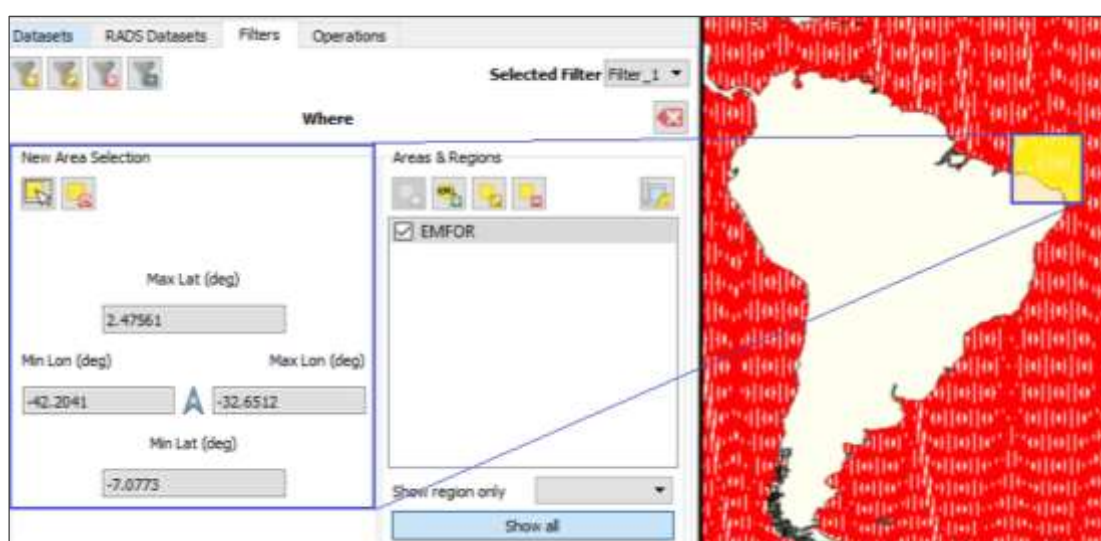 Datasets RADS Datasets Filters Operations
Selected Filter Filter_1
Where
New Area Selection
Areas & Regions
EMFOR
Max Lat (deg)
2.47561
Min Lon (deg) Max Lon (deg)
-42.2041 -32.6512
Min Lat (deg)
-7.0773
Show region only
Show all